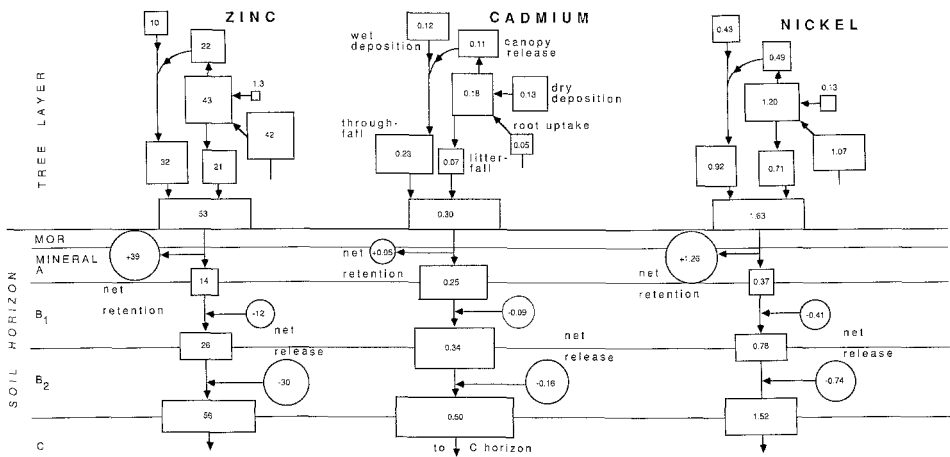 ZINC
CADMIUM
NICKEL
TREE LAYER
10
22
43
1.3
42
32
21
53
0.12
wet
deposition
0.11
canopy
release
0.18
0.13
dry
deposition
through-
fall
0.23
root uptake
0.05
0.07
litter-
fall
0.30
0.43
0.49
1.20
0.13
1.07
0.92
0.71
1.63
SOIL HORIZON
MOR
MINERAL
A
+39
net
retention
14
+0.05
net
retention
0.25
+1.26
net
retention
0.37
B1
-12
net
release
26
-0.09
net
release
0.34
-0.41
net
release
0.78
B2
-30
56
-0.16
0.50
-0.74
1.52
C
to C horizon